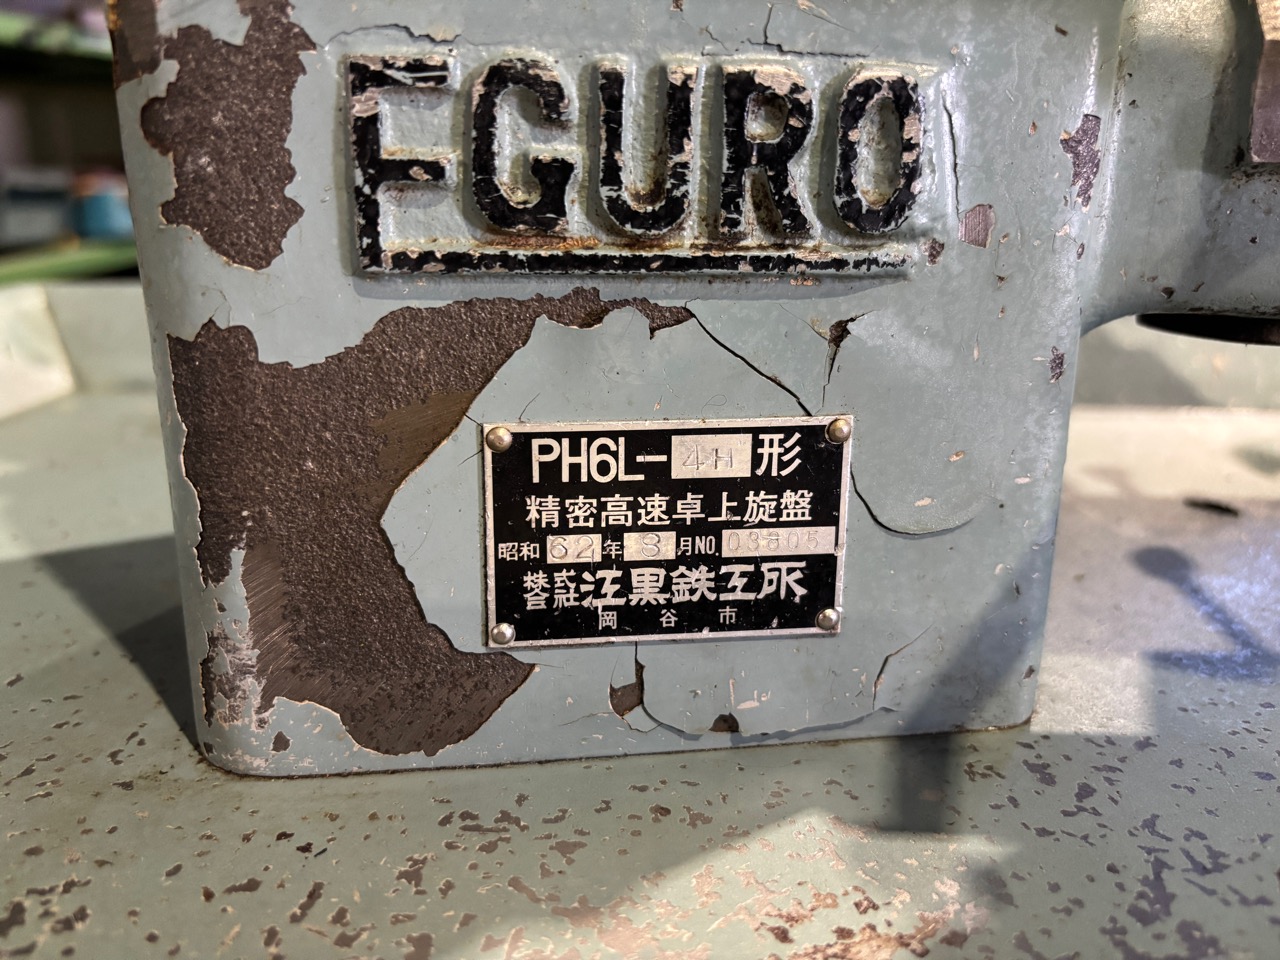 EGURO
PH6L-4H形
精密高速卓上旋盤
昭和62年8月NO.03805
株式会社江黒鉄工所
岡谷市